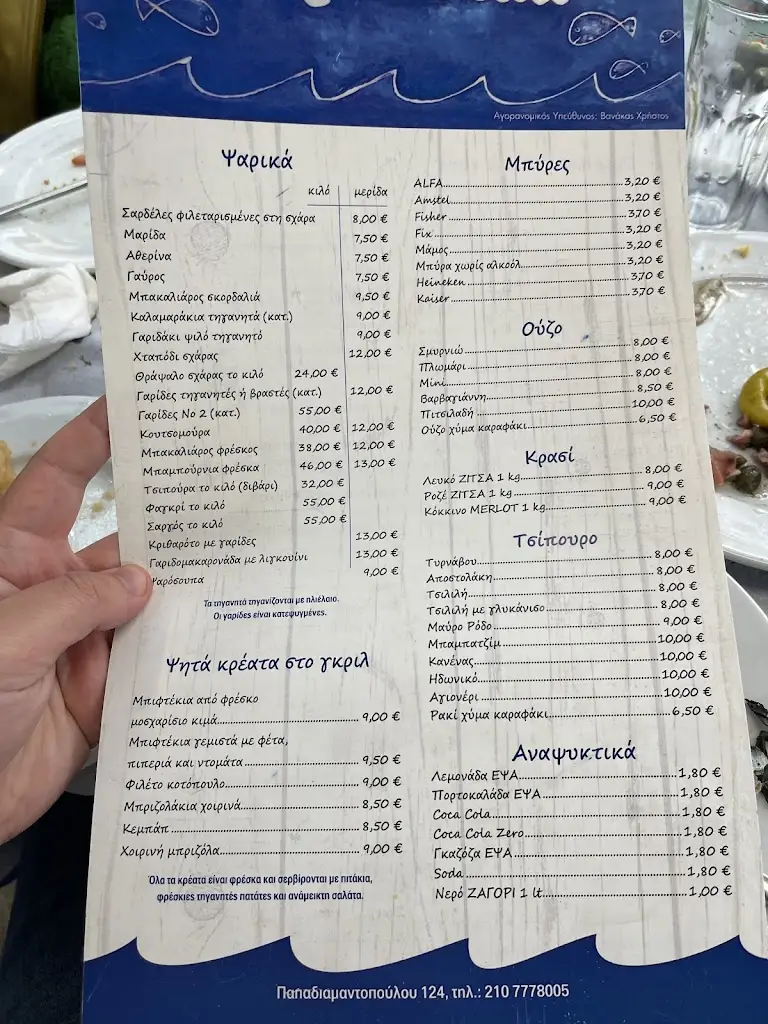 Αγορανομικός Υπεύθυνος: Βανάκας Χρήστος
Ψαρικά
κιλό μερίδα
Σαρδέλες φιλεταρισμένες στη σχάρα 8,00 €
Μαρίδα 7,50 €
Αθερίνα 7,50 €
Γαύρος 7,50 €
Μπακαλιάρος σκορδαλιά 9,50 €
Καλαμαράκια τηγανητά (κατ.) 9,00 €
Γαριδάκι ψιλό τηγανητό 9,00 €
Χταπόδι σχάρας 12,00 €
Θράψαλο σχάρας το κιλό 24,00 €
Γαρίδες τηγανητές ή βραστές (κατ.) 12,00 €
Γαρίδες Νο 2 (κατ.) 55,00 €
Κουτσομούρα 40,00 € 12,00 €
Μπακαλιάρος φρέσκος 38,00 € 12,00 €
Μπαμπούρνια φρέσκα 46,00 € 13,00 €
Τσιπούρα το κιλό (διβάρι) 32,00 €
Φαγκρί το κιλό 55,00 €
Σαργός το κιλό 55,00 €
Κριθαρότο με γαρίδες 13,00 €
Γαριδομακαρονάδα με λιγκουίνι 13,00 €
Ψαρόσουπα 9,00 €
Τα τηγανητά τηγανίζονται με ηλιέλαιο.
Οι γαρίδες είναι κατεψυγμένες.
Ψητά κρέατα στο γκριλ
Μπιφτέκια από φρέσκο
μοσχαρίσιο κιμά 9,00 €
Μπιφτέκια γεμιστά με φέτα,
πιπεριά και ντομάτα 9,50 €
Φιλέτο κοτόπουλο 9,00 €
Μπριζολάκια χοιρινά 8,50 €
Κεμπάπ 8,50 €
Χοιρινή μπριζόλα 9,00 €
Όλα τα κρέατα είναι φρέσκα και σερβίρονται με πιτάκια,
φρέσκιες τηγανητές πατάτες και ανάμεικτη σαλάτα.
Μπύρες
ALFA 3,20 €
Amstel 3,20 €
Fisher 3,70 €
Fix 3,20 €
Μάμος 3,20 €
Μπύρα χωρίς αλκοόλ 3,20 €
Heineken 3,70 €
Kaiser 3,70 €
Ούζο
Σμυρνιώ 8,00 €
Πλωμάρι 8,00 €
Mini 8,00 €
Βαρβαγιάννη 8,50 €
Πιτσιλαδή 10,00 €
Ούζο χύμα καραφάκι 6,50 €
Κρασί
Λευκό ΖΙΤΣΑ 1 kg 8,00 €
Ροζέ ΖΙΤΣΑ 1 kg 9,00 €
Κόκκινο MERLOT 1 kg 9,00 €
Τσίπουρο
Τυρνάβου 8,00 €
Αποστολάκη 8,00 €
Τσιλιλή 8,00 €
Τσιλιλή με γλυκάνισο 8,00 €
Μαύρο Ρόδο 9,00 €
Μπαμπατζίμ 10,00 €
Κανένας 10,00 €
Ηδωνικό 10,00 €
Αγιονέρι 10,00 €
Ρακί χύμα καραφάκι 6,50 €
Αναψυκτικά
Λεμονάδα ΕΨΑ 1,80 €
Πορτοκαλάδα ΕΨΑ 1,80 €
Coca Cola 1,80 €
Coca Cola Zero 1,80 €
Γκαζόζα ΕΨΑ 1,80 €
Soda 1,80 €
Νερό ΖΑΓΟΡΙ 1 lt 1,00 €
Παπαδιαμαντοπούλου 124, τηλ.: 210 7778005